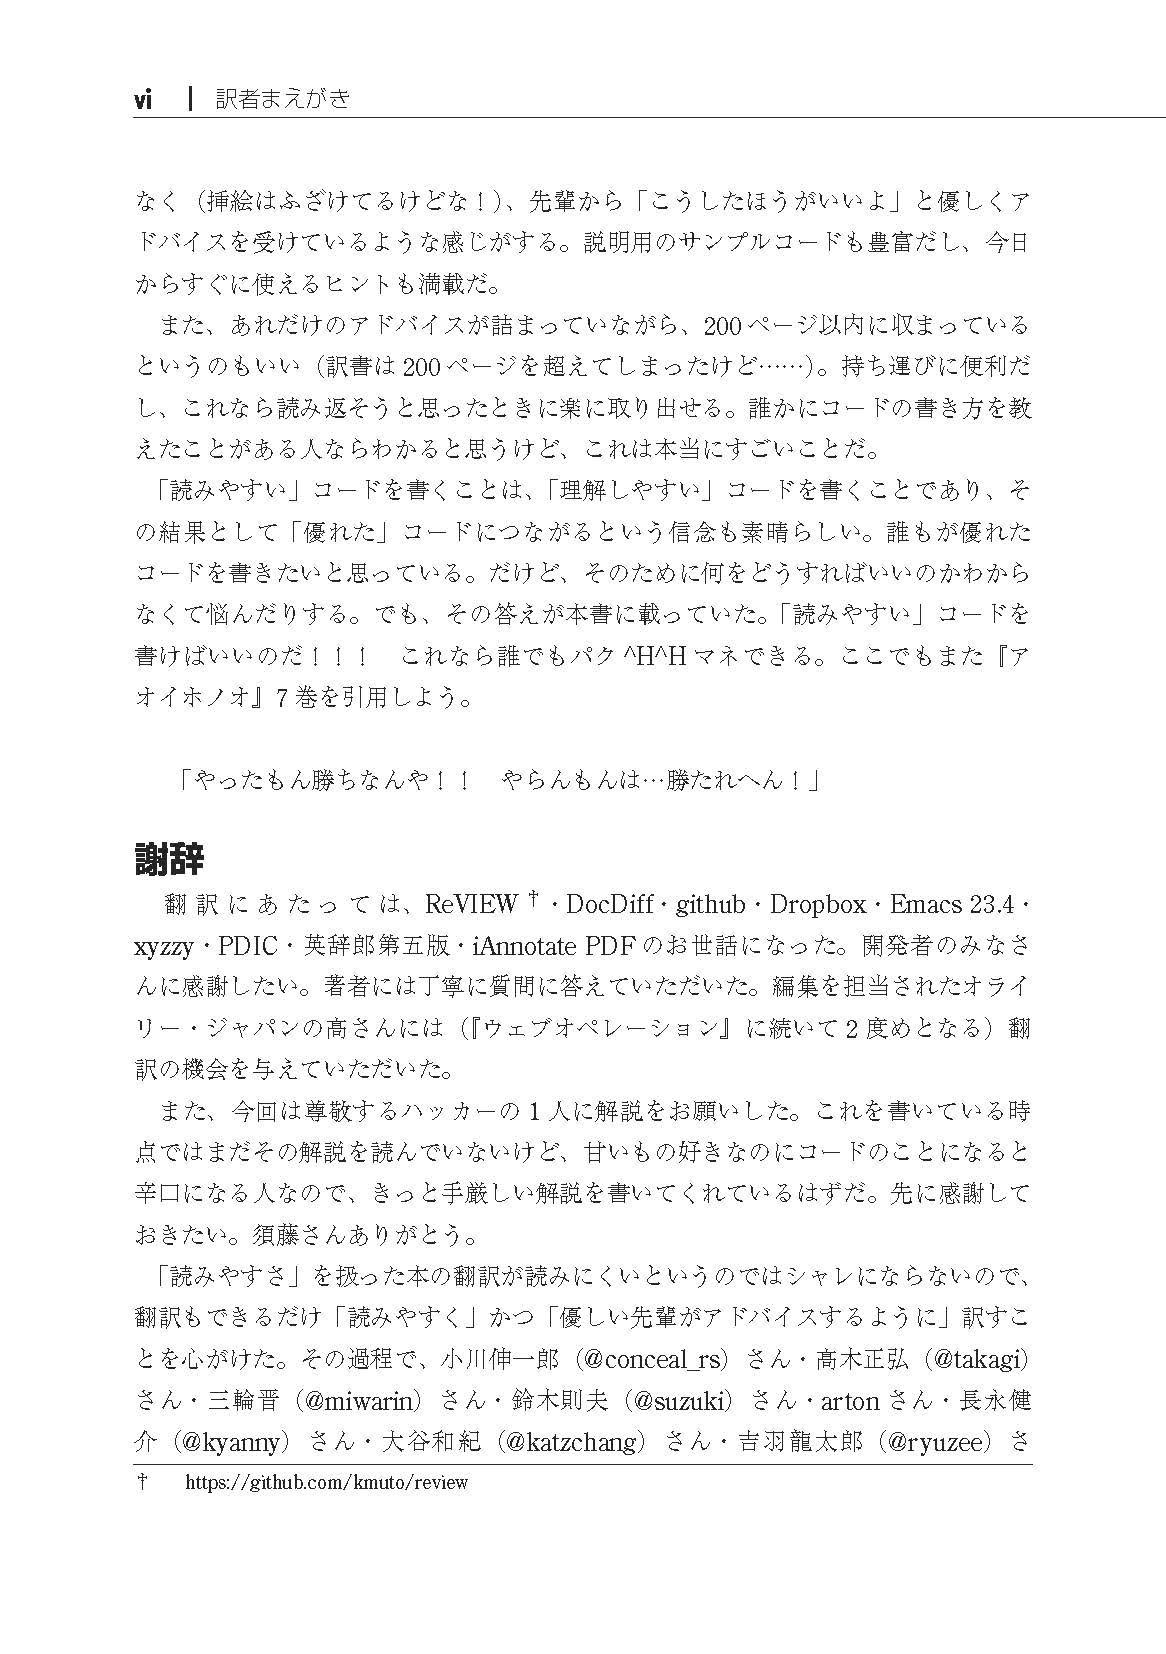 vi | 訳者まえがき
なく（挿絵はふざけてるけどな！）、先輩から「こうしたほうがいいよ」と優しくア
ドバイスを受けているような感じがする。説明用のサンプルコードも豊富だし、今日
からすぐに使えるヒントも満載だ。
また、あれだけのアドバイスが詰まっていながら、200 ページ以内に収まっている
というのもいい（訳書は 200 ページを超えてしまったけど……）。持ち運びに便利だ
し、これなら読み返そうと思ったときに楽に取り出せる。誰かにコードの書き方を教
えたことがある人ならわかると思うけど、これは本当にすごいことだ。
「読みやすい」コードを書くことは、「理解しやすい」コードを書くことであり、そ
の結果として「優れた」コードにつながるという信念も素晴らしい。誰もが優れた
コードを書きたいと思っている。だけど、そのために何をどうすればいいのかわから
なくて悩んだりする。でも、その答えが本書に載っていた。「読みやすい」コードを
書けばいいのだ！！！　これなら誰でもパク ^H^H マネできる。ここでもまた『ア
オイホノオ』7 巻を引用しよう。
「やったもん勝ちなんや！！　やらんもんは…勝たれへん！」
謝辞
翻訳にあたっては、ReVIEW †・DocDiff・github・Dropbox・Emacs 23.4・
xyzzy・PDIC・英辞郎第五版・iAnnotate PDF のお世話になった。開発者のみなさ
んに感謝したい。著者には丁寧に質問に答えていただいた。編集を担当されたオライ
リー・ジャパンの高さんには（『ウェブオペレーション』に続いて 2 度めとなる）翻
訳の機会を与えていただいた。
また、今回は尊敬するハッカーの 1 人に解説をお願いした。これを書いている時
点ではまだその解説を読んでいないけど、甘いもの好きなのにコードのことになると
辛口になる人なので、きっと手厳しい解説を書いてくれているはずだ。先に感謝して
おきたい。須藤さんありがとう。
「読みやすさ」を扱った本の翻訳が読みにくいというのではシャレにならないので、
翻訳もできるだけ「読みやすく」かつ「優しい先輩がアドバイスするように」訳すこ
とを心がけた。その過程で、小川伸一郎（@conceal_rs）さん・高木正弘（@takagi）
さん・三輪晋（@miwarin）さん・鈴木則夫（@suzuki）さん・arton さん・長永健
介（@kyanny）さん・大谷和紀（@katzchang）さん・吉羽龍太郎（@ryuzee）さ
† https://github.com/kmuto/review